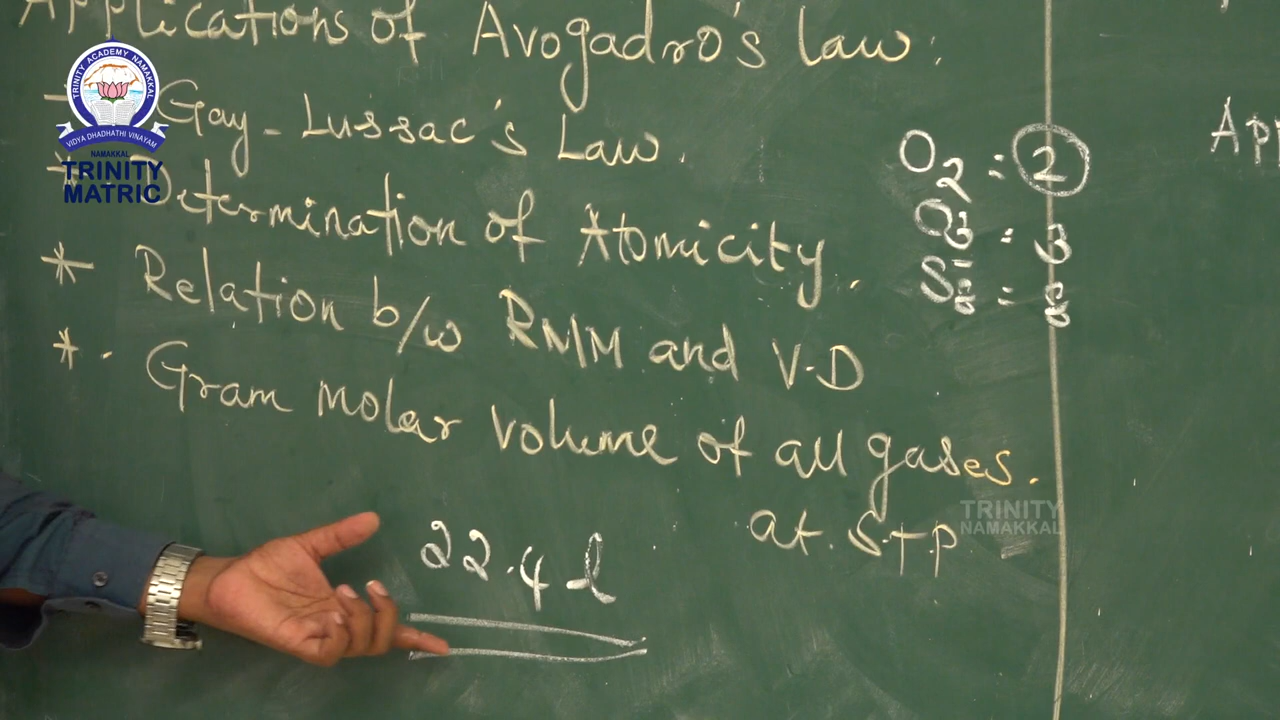 Applications of Avogadro's law:
* Gay-Lussac's Law.
* Determination of Atomicity.
* Relation b/w RMM and V.D
* . Gram molar volume of all gases.
at. S.T.P
22.4 l
O2 : 2
O3 : 3
S8 : 8
App
TRINITY ACADEMY NAMAKKAL
VIDYA DHADHATHI VINAYAM
NAMAKKAL
TRINITY
MATRIC
TRINITY
NAMAKKAL